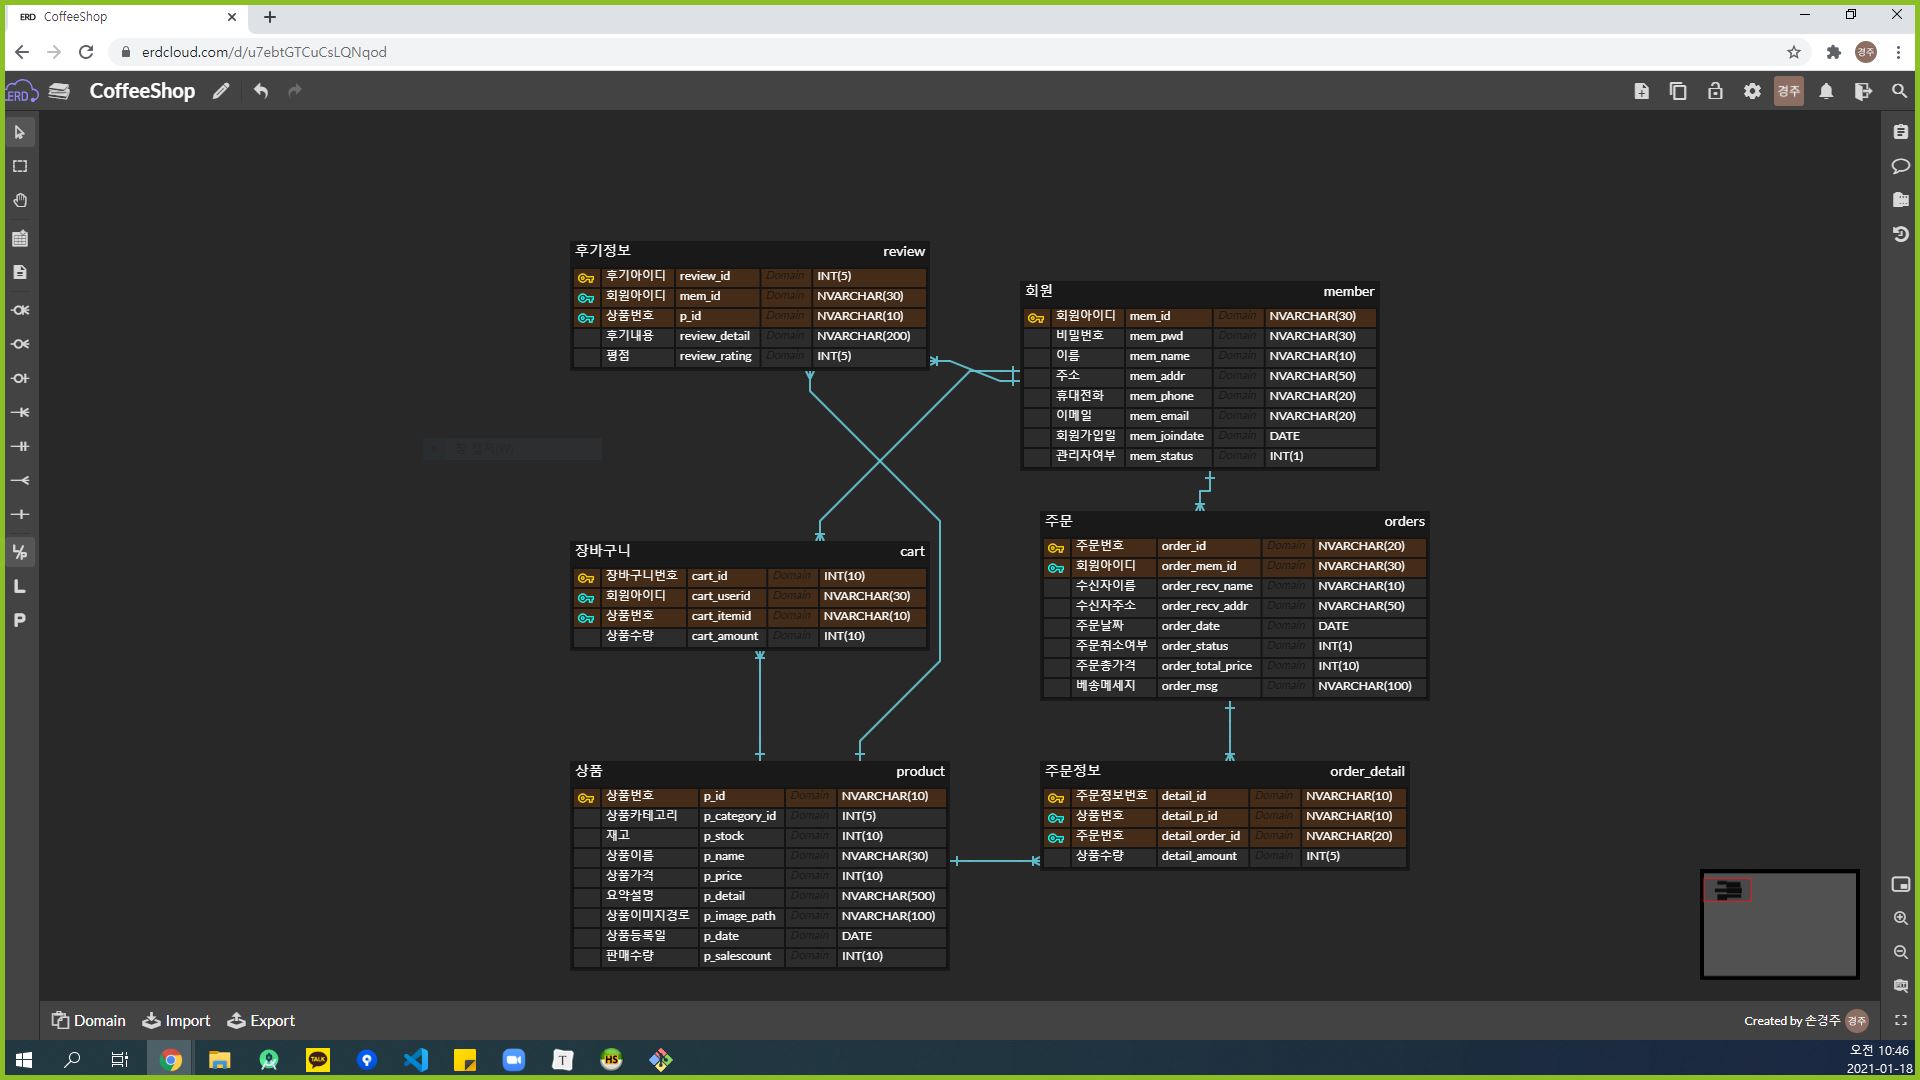 ERD CoffeeShop
erdcloud.com/d/u7ebtGTCuCsLQNqod
경주
ERD CoffeeShop
경주
후기정보 review
후기아이디 review_id Domain INT(5)
회원아이디 mem_id Domain NVARCHAR(30)
상품번호 p_id Domain NVARCHAR(10)
후기내용 review_detail Domain NVARCHAR(200)
평점 review_rating Domain INT(5)
회원 member
회원아이디 mem_id Domain NVARCHAR(30)
비밀번호 mem_pwd Domain NVARCHAR(30)
이름 mem_name Domain NVARCHAR(10)
주소 mem_addr Domain NVARCHAR(50)
휴대전화 mem_phone Domain NVARCHAR(20)
이메일 mem_email Domain NVARCHAR(20)
회원가입일 mem_joindate Domain DATE
관리자여부 mem_status Domain INT(1)
장바구니 cart
장바구니번호 cart_id Domain INT(10)
회원아이디 cart_userid Domain NVARCHAR(30)
상품번호 cart_itemid Domain NVARCHAR(10)
상품수량 cart_amount Domain INT(10)
주문 orders
주문번호 order_id Domain NVARCHAR(20)
회원아이디 order_mem_id Domain NVARCHAR(30)
수신자이름 order_recv_name Domain NVARCHAR(10)
수신자주소 order_recv_addr Domain NVARCHAR(50)
주문날짜 order_date Domain DATE
주문취소여부 order_status Domain INT(1)
주문총가격 order_total_price Domain INT(10)
베송메세지 order_msg Domain NVARCHAR(100)
상품 product
상품번호 p_id Domain NVARCHAR(10)
상품카테고리 p_category_id Domain INT(5)
재고 p_stock Domain INT(10)
상품이름 p_name Domain NVARCHAR(30)
상품가격 p_price Domain INT(10)
요약설명 p_detail Domain NVARCHAR(500)
상품이미지경로 p_image_path Domain NVARCHAR(100)
상품등록일 p_date Domain DATE
판매수량 p_salescount Domain INT(10)
주문정보 order_detail
주문정보번호 detail_id Domain NVARCHAR(10)
상품번호 detail_p_id Domain NVARCHAR(10)
주문번호 detail_order_id Domain NVARCHAR(20)
상품수량 detail_amount Domain INT(5)
L/P
L
P
FIT
Domain Import Export
Created by 손경주 경주
TALK
T
HS
오전 10:46
2021-01-18